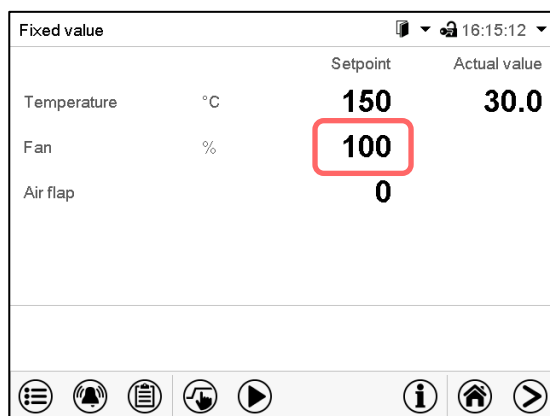 Fixed value 16:15:12
Setpoint Actual value
Temperature °C 150 30.0
Fan % 100
Air flap 0